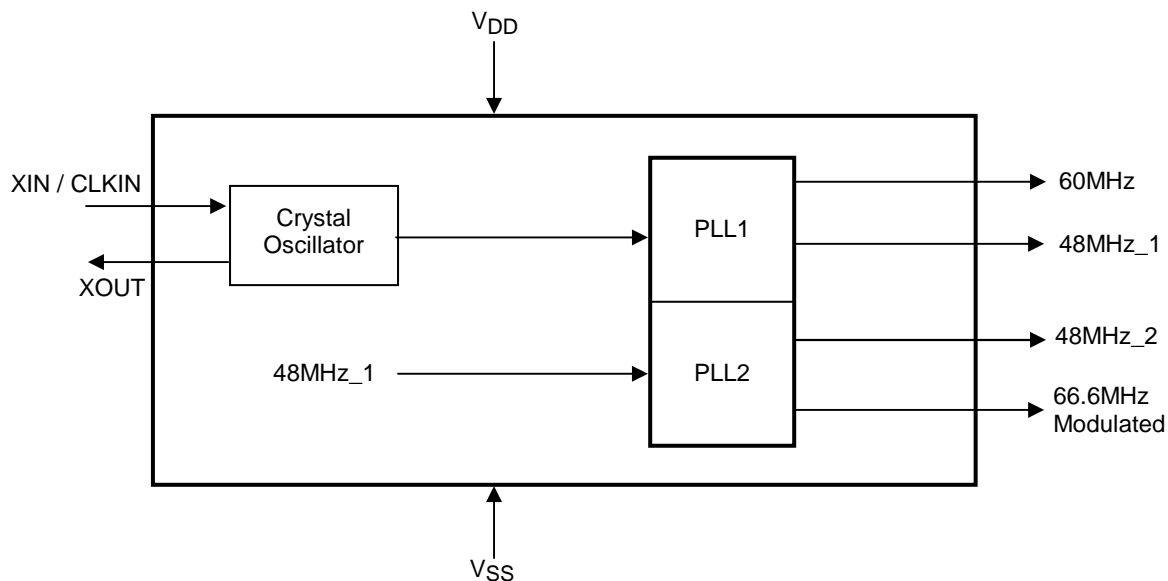 VDD
XIN / CLKIN
XOUT
Crystal
Oscillator
PLL1
60MHz
48MHz_1
48MHz_1
PLL2
48MHz_2
66.6MHz
Modulated
VSS